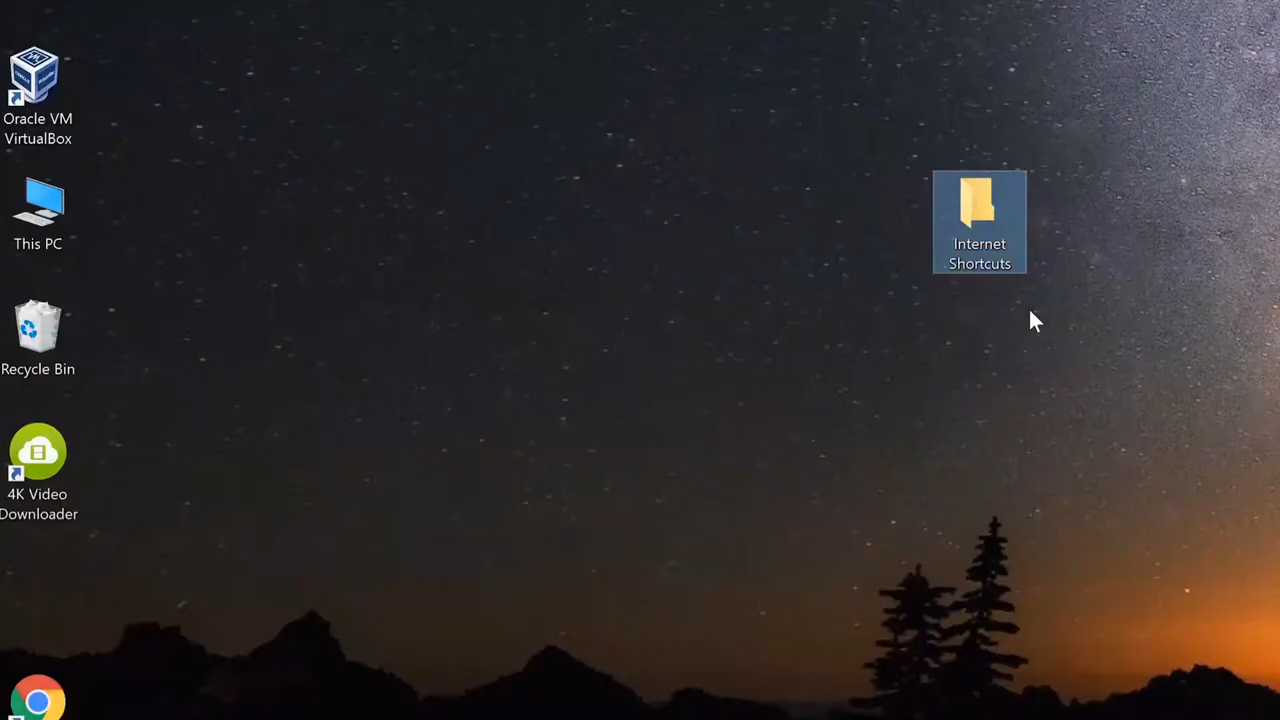 Oracle VM
VirtualBox
This PC
Recycle Bin
4K Video
Downloader
Internet
Shortcuts